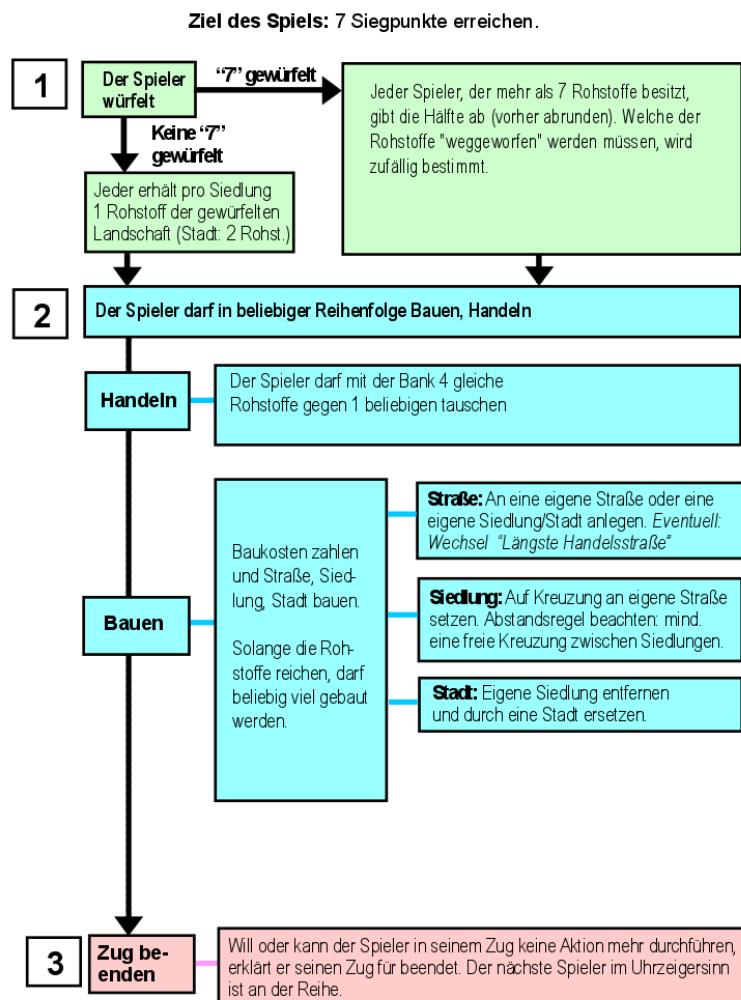 Ziel des Spiels: 7 Siegpunkte erreichen.
1
Der Spieler
würfelt
"7" gewürfelt
Jeder Spieler, der mehr als 7 Rohstoffe besitzt,
gibt die Hälfte ab (vorher abrunden). Welche der
Rohstoffe "weggeworfen" werden müssen, wird
zufällig bestimmt.
Keine "7"
gewürfelt
Jeder erhält pro Siedlung
1 Rohstoff der gewürfelten
Landschaft (Stadt: 2 Rohst.)
2
Der Spieler darf in beliebiger Reihenfolge Bauen, Handeln
Handeln
Der Spieler darf mit der Bank 4 gleiche
Rohstoffe gegen 1 beliebigen tauschen
Bauen
Baukosten zahlen
und Straße, Sied-
lung, Stadt bauen.
Solange die Roh-
stoffe reichen, darf
beliebig viel gebaut
werden.
Straße: An eine eigene Straße oder eine
eigene Siedlung/Stadt anlegen. Eventuell:
Wechsel "Längste Handelsstraße"
Siedlung: Auf Kreuzung an eigene Straße
setzen. Abstandsregel beachten: mind.
eine freie Kreuzung zwischen Siedlungen.
Stadt: Eigene Siedlung entfernen
und durch eine Stadt ersetzen.
3
Zug be-
enden
Will oder kann der Spieler in seinem Zug keine Aktion mehr durchführen,
erklärt er seinen Zug für beendet. Der nächste Spieler im Uhrzeigersinn
ist an der Reihe.